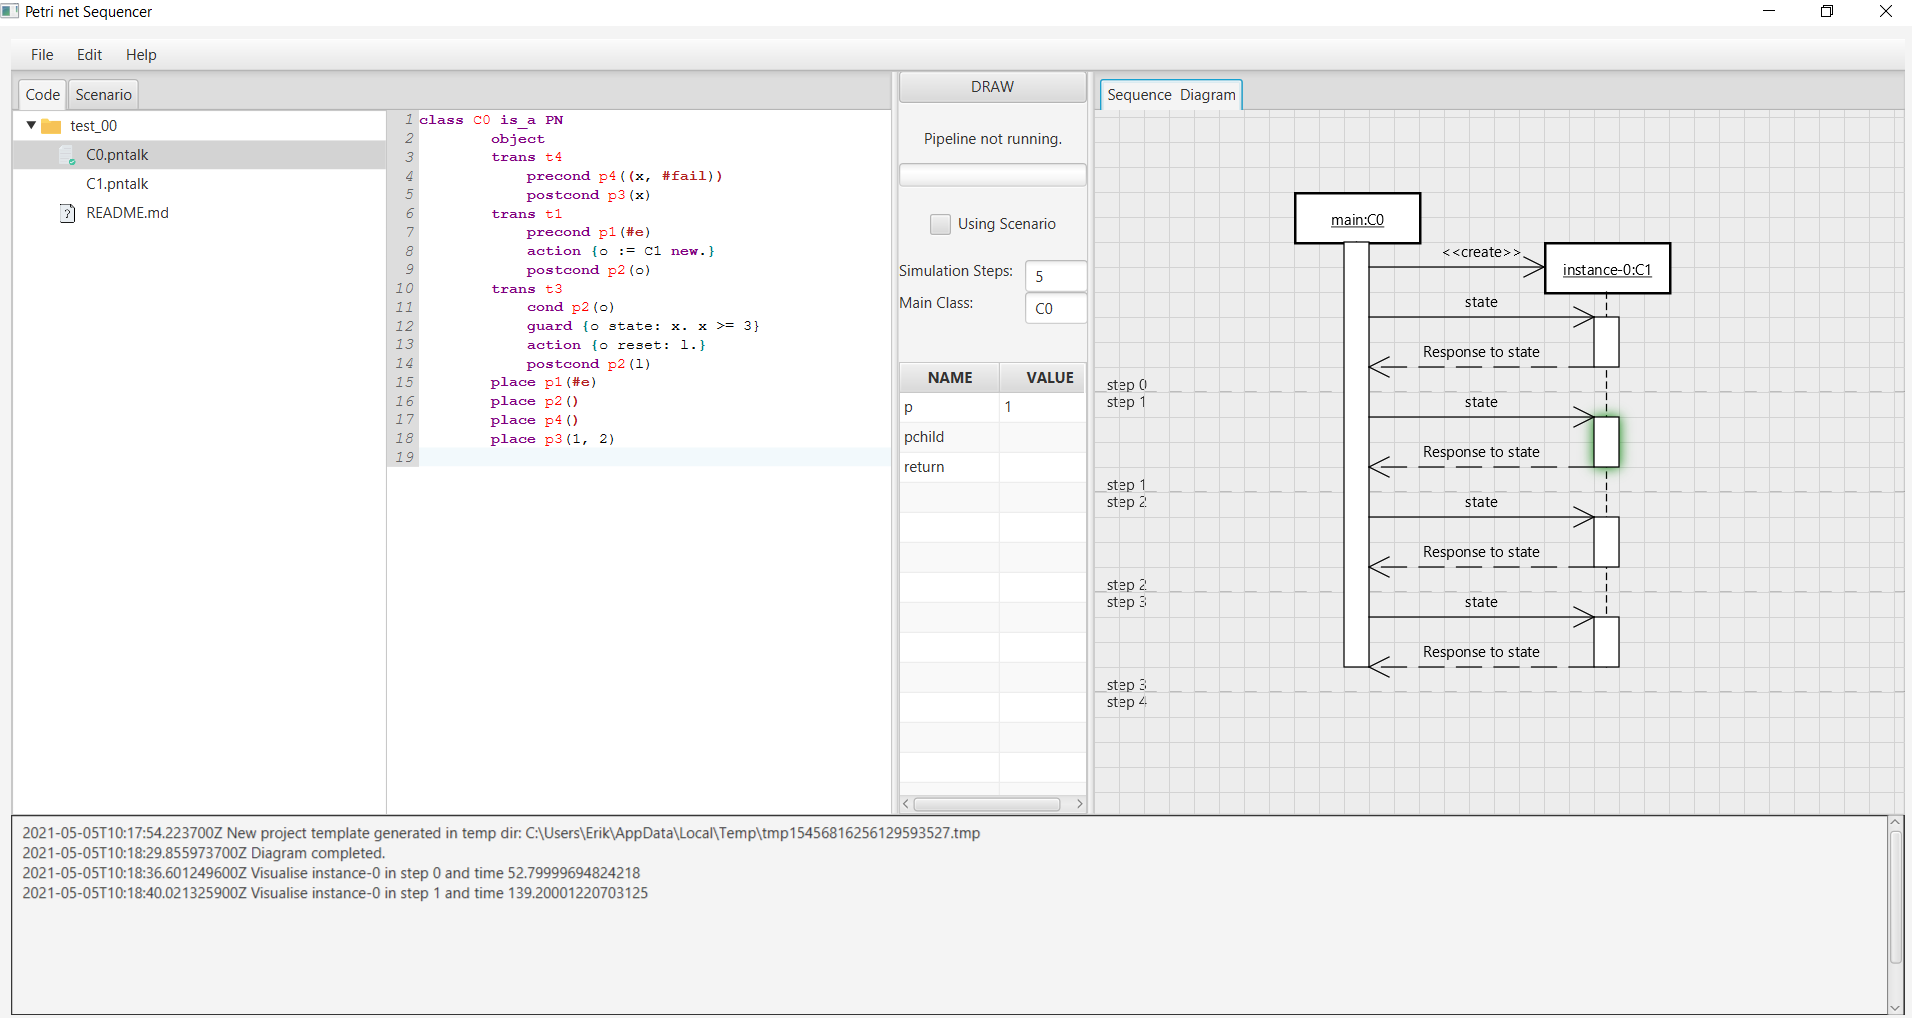 Petri net Sequencer
File Edit Help
Code Scenario
test_00
C0.pntalk
C1.pntalk
README.md
1 class C0 is_a PN
2 object
3 trans t4
4 precond p4((x, #fail))
5 postcond p3(x)
6 trans t1
7 precond p1(#e)
8 action {o := C1 new.}
9 postcond p2(o)
10 trans t3
11 cond p2(o)
12 guard {o state: x. x >= 3}
13 action {o reset: l.}
14 postcond p2(l)
15 place p1(#e)
16 place p2()
17 place p4()
18 place p3(1, 2)
19
DRAW
Pipeline not running.
Using Scenario
Simulation Steps: 5
Main Class: C0
NAME VALUE
p 1
pchild
return
Sequence Diagram
main:C0
<<create>>
instance-0:C1
state
Response to state
step 0
step 1
state
Response to state
step 1
step 2
state
Response to state
step 2
step 3
state
Response to state
step 3
step 4
2021-05-05T10:17:54.223700Z New project template generated in temp dir: C:\Users\Erik\AppData\Local\Temp\tmp15456816256129593527.tmp
2021-05-05T10:18:29.855973700Z Diagram completed.
2021-05-05T10:18:36.601249600Z Visualise instance-0 in step 0 and time 52.79999694824218
2021-05-05T10:18:40.021325900Z Visualise instance-0 in step 1 and time 139.20001220703125